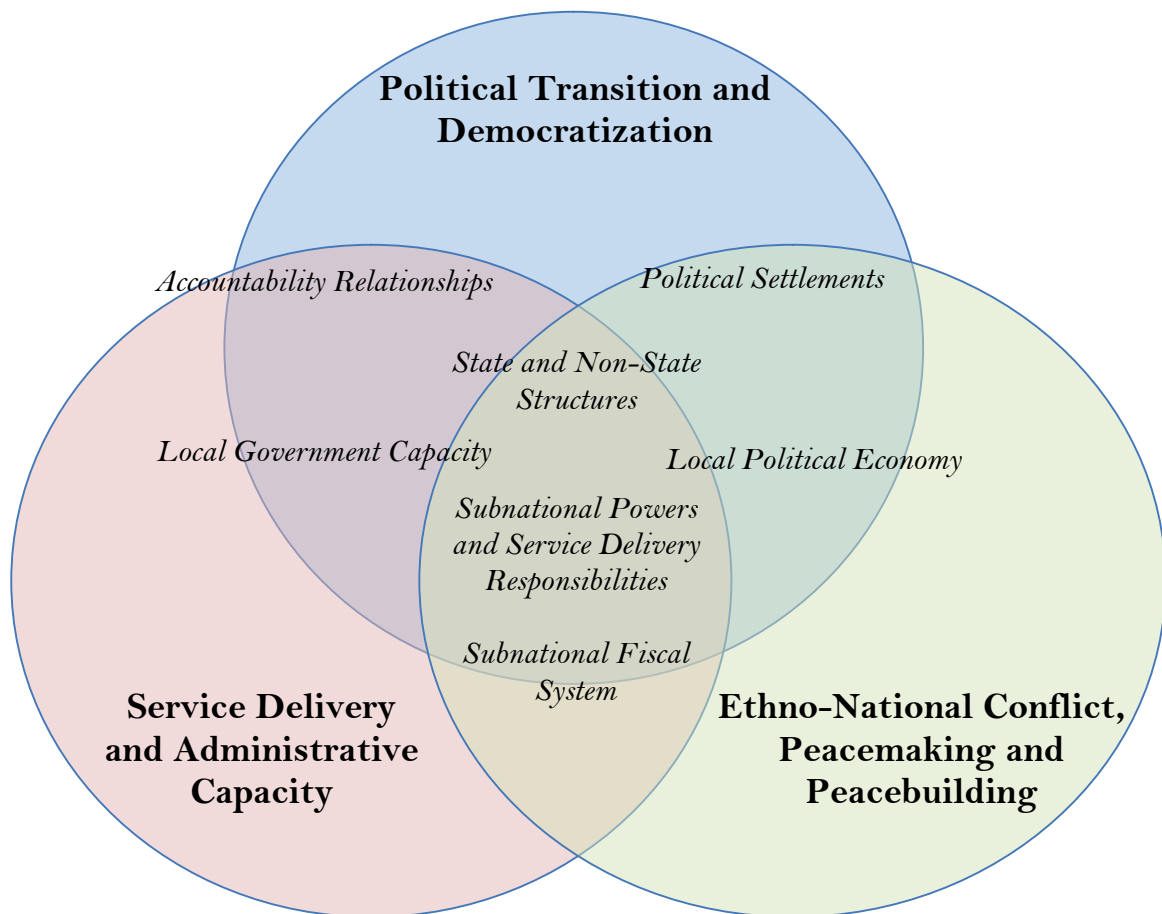 Political Transition and
Democratization
Accountability Relationships
Political Settlements
State and Non-State
Structures
Local Government Capacity
Local Political Economy
Subnational Powers
and Service Delivery
Responsibilities
Subnational Fiscal
System
Service Delivery
and Administrative
Capacity
Ethno-National Conflict,
Peacemaking and
Peacebuilding